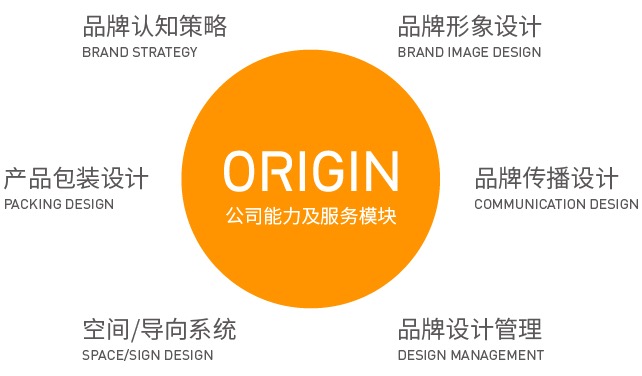 品牌认知策略
BRAND STRATEGY
品牌形象设计
BRAND IMAGE DESIGN
产品包装设计
PACKING DESIGN
ORIGIN
公司能力及服务模块
品牌传播设计
COMMUNICATION DESIGN
空间/导向系统
SPACE/SIGN DESIGN
品牌设计管理
DESIGN MANAGEMENT